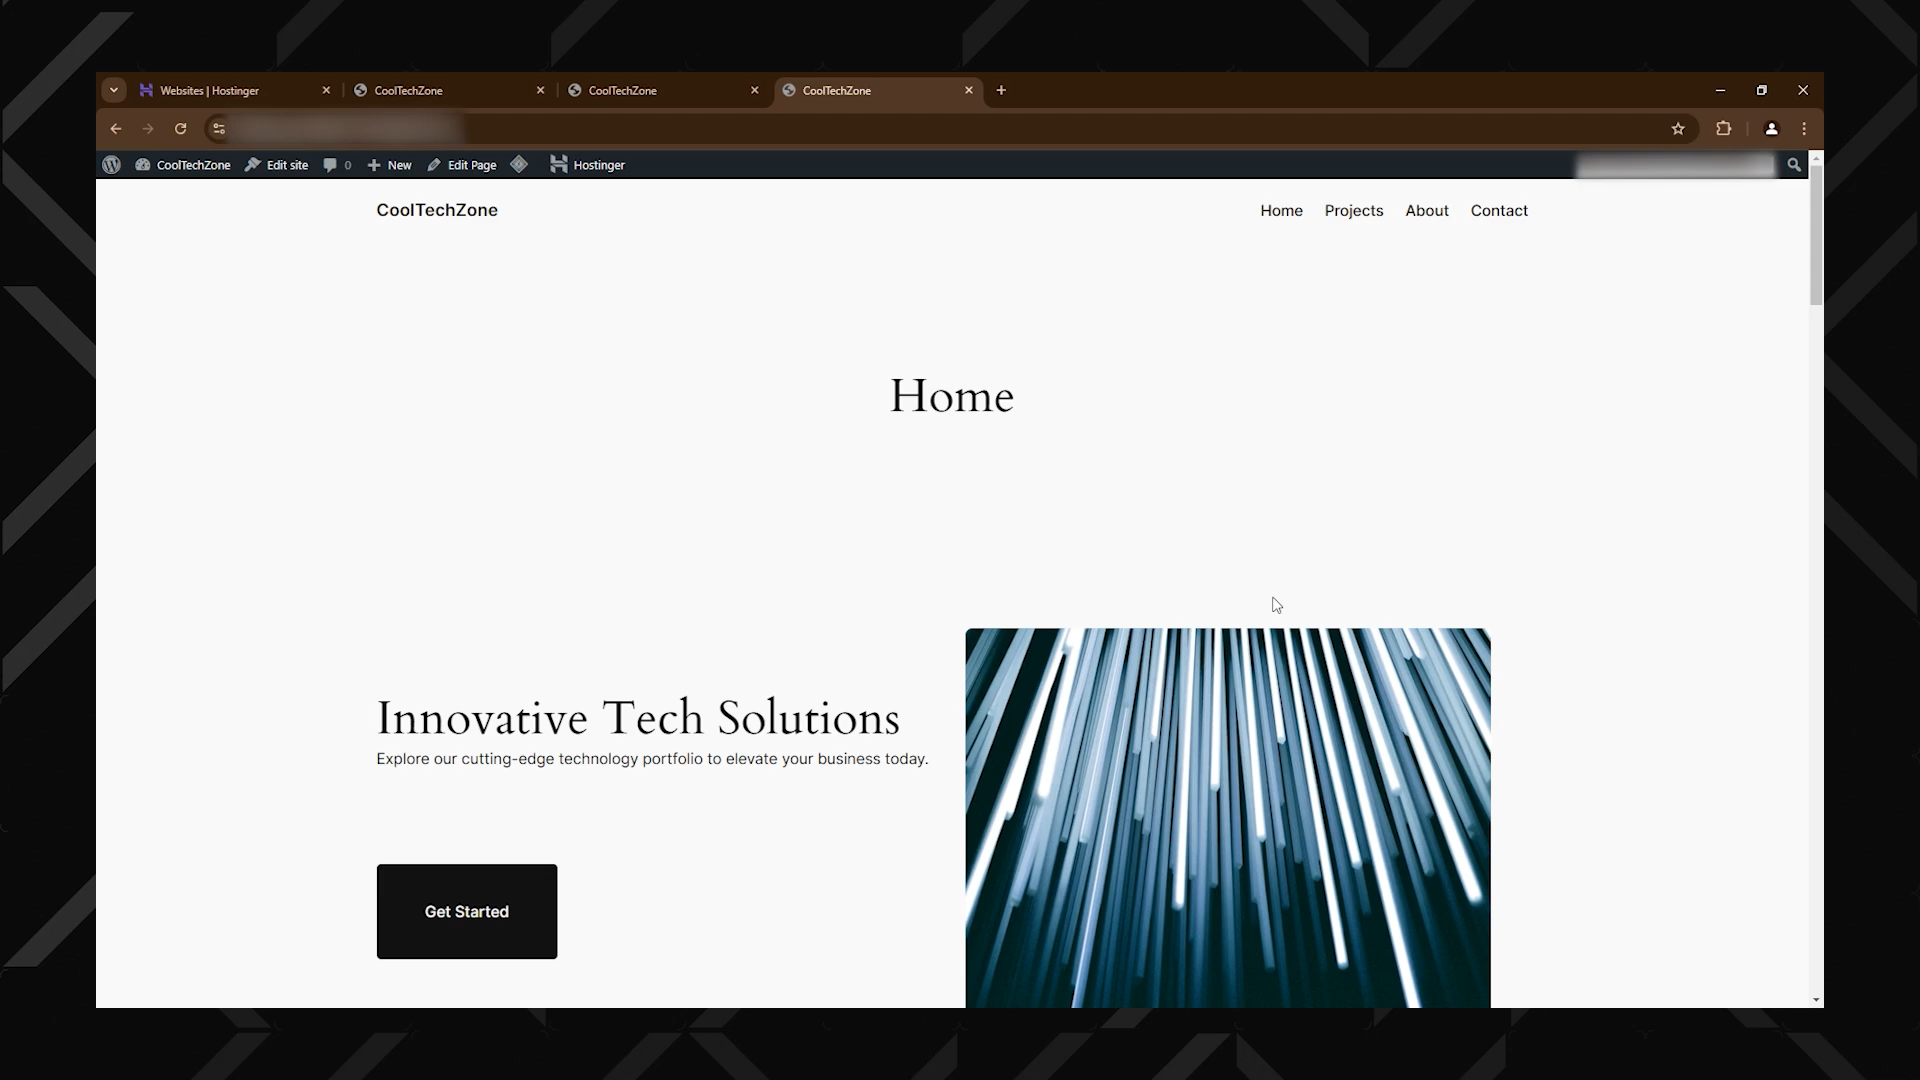 Websites | Hostinger
CoolTechZone
CoolTechZone
CoolTechZone
CoolTechZone
Edit site
0
New
Edit Page
Hostinger
CoolTechZone
Home
Projects
About
Contact
Home
Innovative Tech Solutions
Explore our cutting-edge technology portfolio to elevate your business today.
Get Started